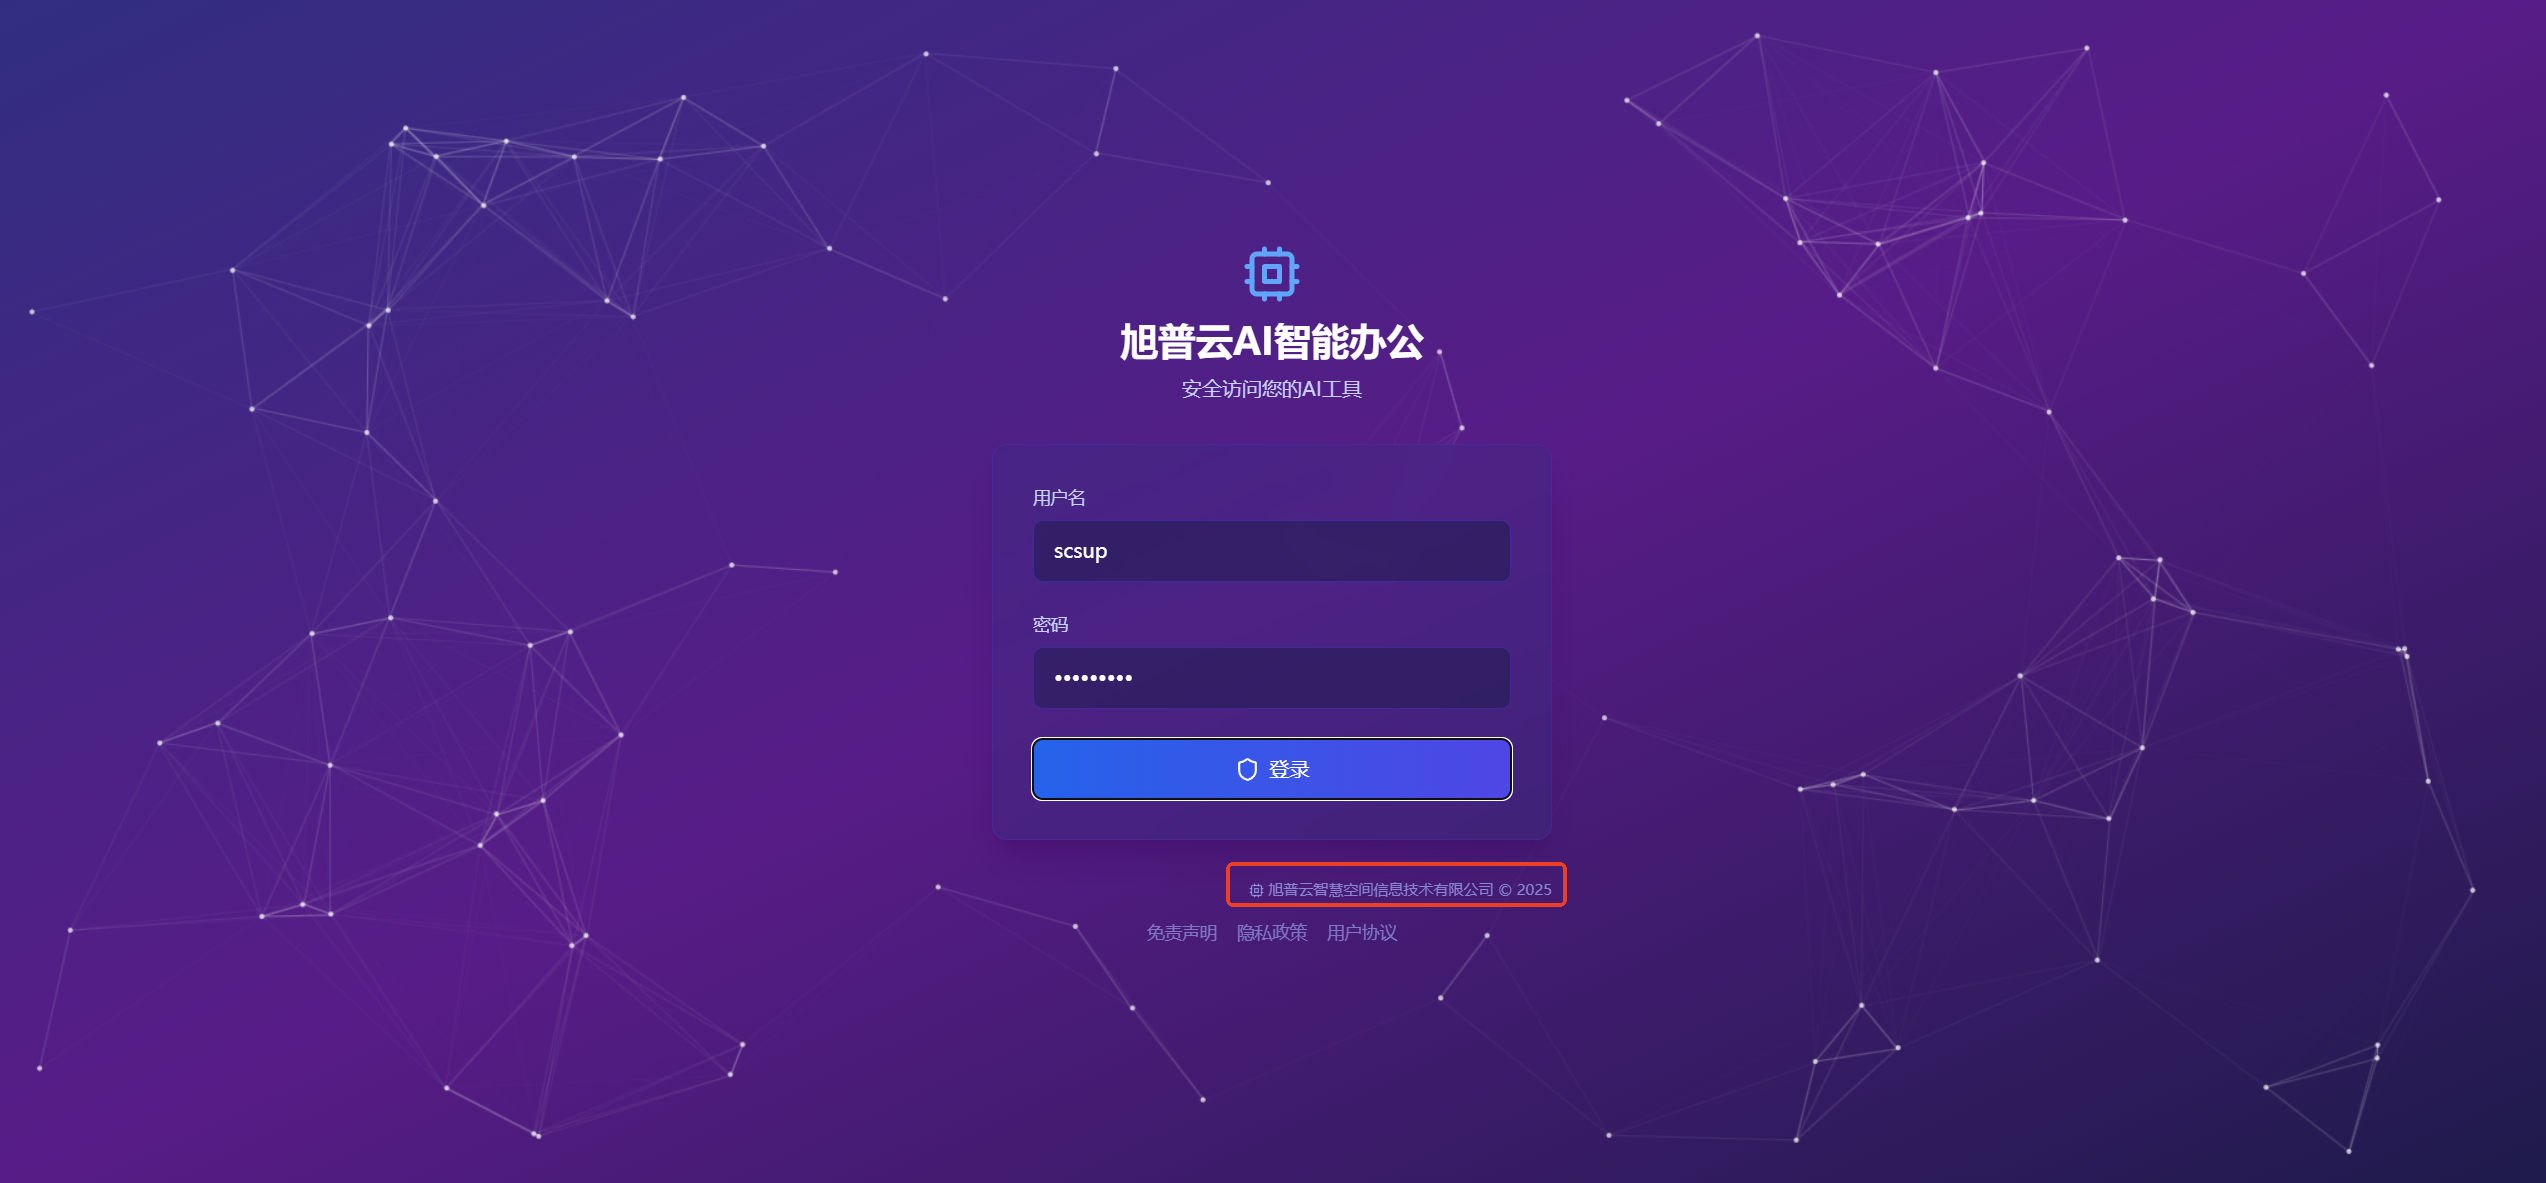 旭普云AI智能办公
安全访问您的AI工具
用户名
scsup
密码
•••••••••
登录
旭普云智慧空间信息技术有限公司 © 2025
免责声明 隐私政策 用户协议